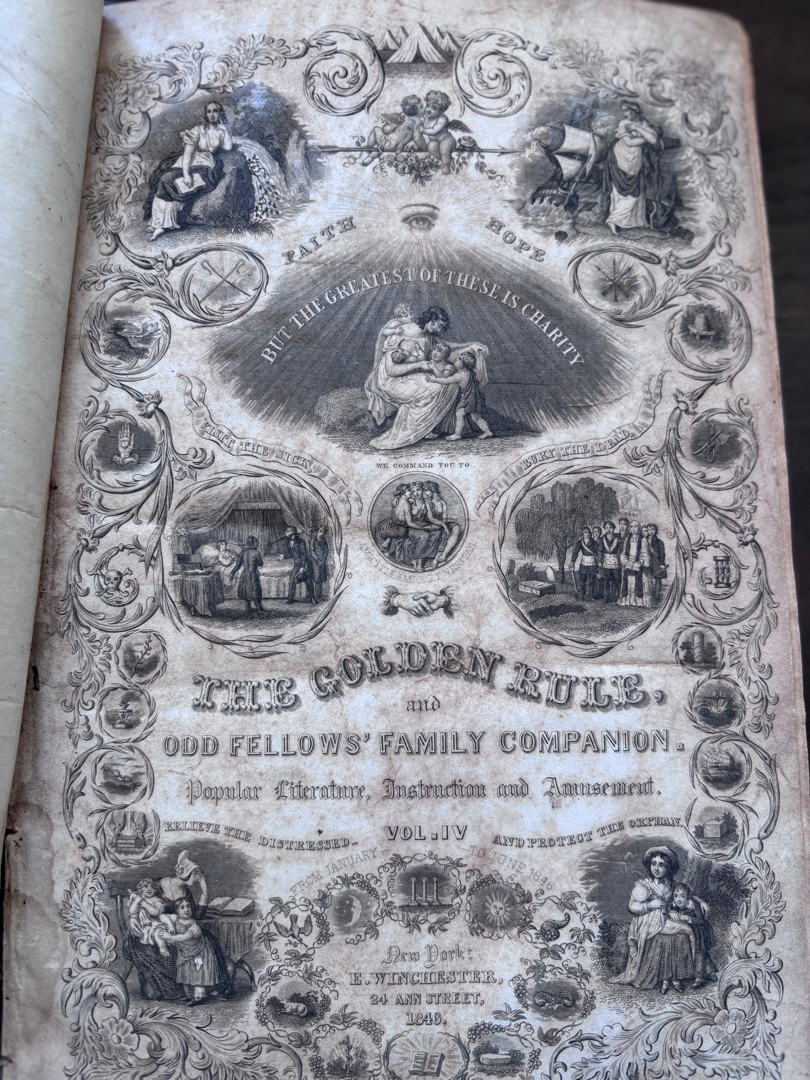 FAITH
HOPE
BUT THE GREATEST OF THESE IS CHARITY
VISIT THE SICK,
BURY THE DEAD,
WE COMMAND YOU TO
THE GOLDEN RULE,
and
ODD FELLOWS' FAMILY COMPANION.
Popular Literature, Instruction and Amusement.
RELIEVE THE DISTRESSED-
VOL. IV
AND PROTECT THE ORPHAN.
FROM JANUARY
TO JUNE 1846
New York:
E. WINCHESTER,
24 ANN STREET,
1846.